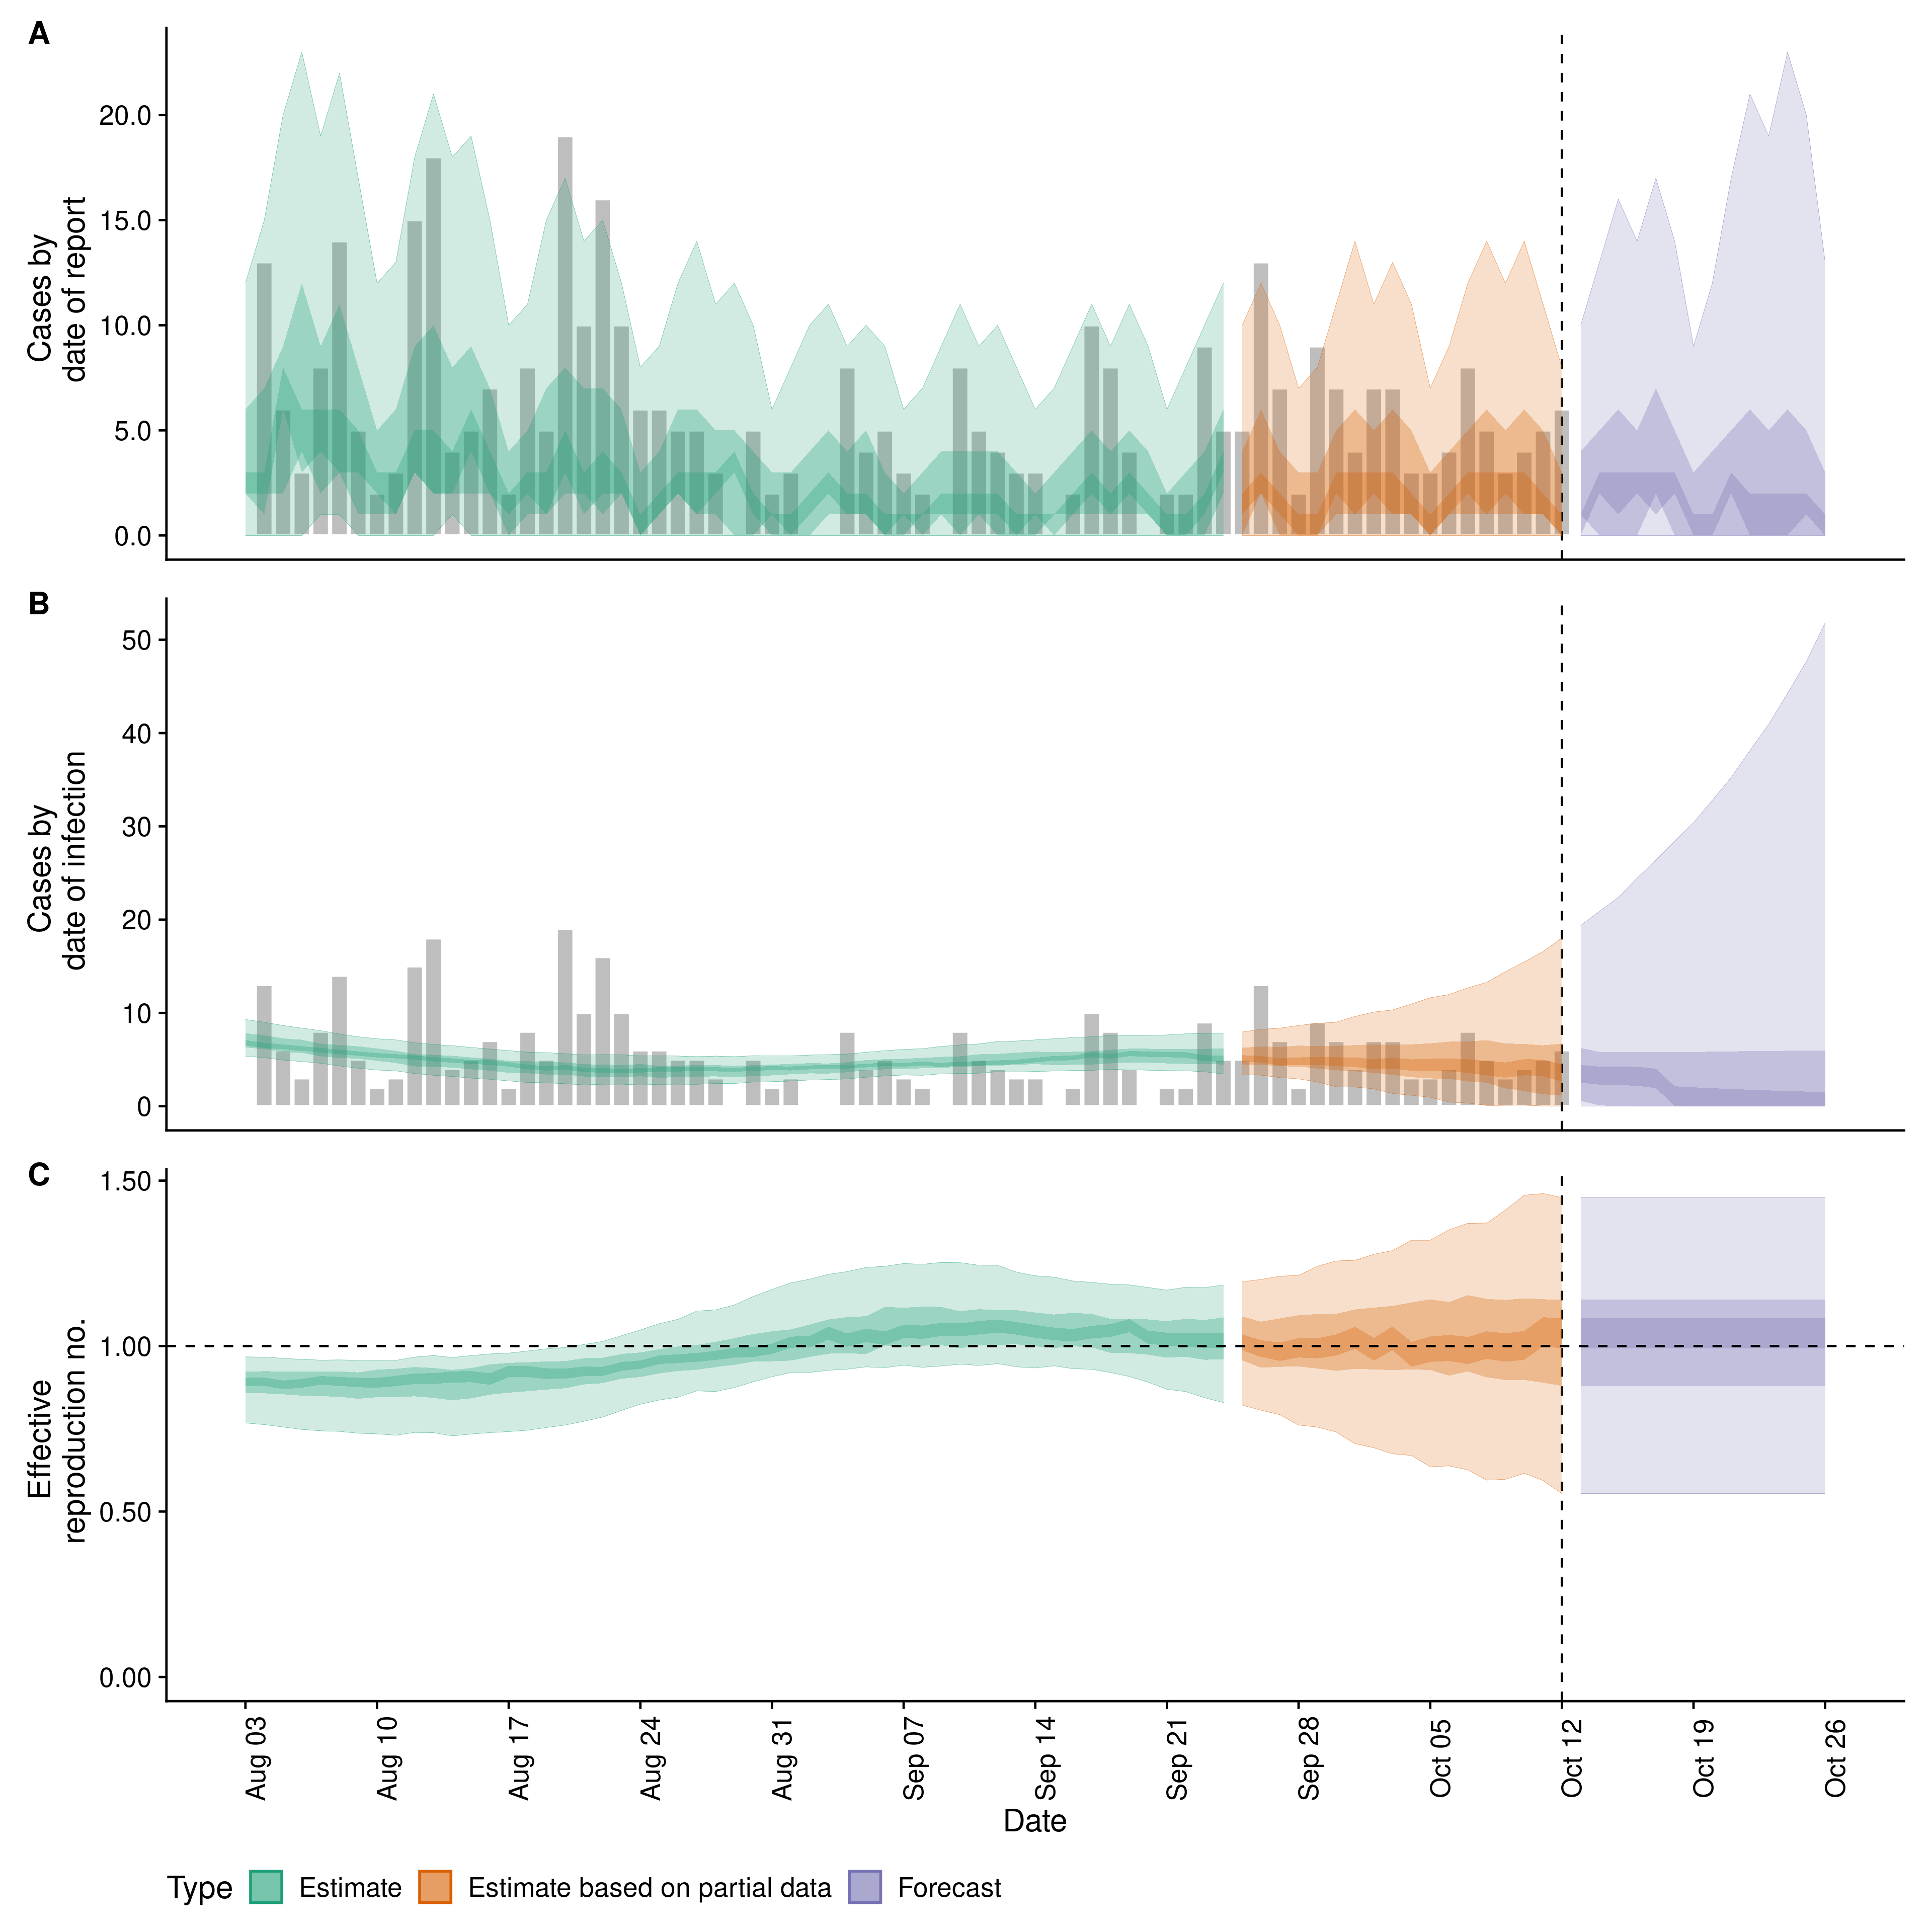 A
Cases by
date of report
20.0
15.0
10.0
5.0
0.0
B
Cases by
date of infection
50
40
30
20
10
0
C
Effective
reproduction no.
1.50
1.00
0.50
0.00
Aug 03
Aug 10
Aug 17
Aug 24
Aug 31
Sep 07
Sep 14
Sep 21
Sep 28
Oct 05
Oct 12
Oct 19
Oct 26
Date
Type Estimate Estimate based on partial data Forecast